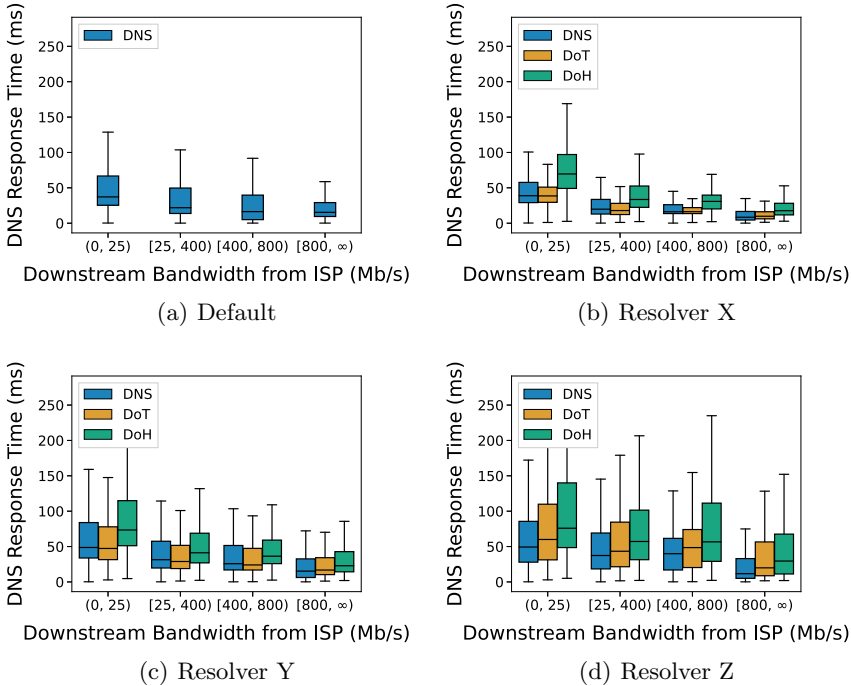 DNS Response Time (ms)
250
200
150
100
50
0
DNS
(0, 25) [25, 400) [400, 800) [800, ∞)
Downstream Bandwidth from ISP (Mb/s)
(a) Default
DNS Response Time (ms)
250
200
150
100
50
0
DNS
DoT
DoH
(0, 25) [25, 400) [400, 800) [800, ∞)
Downstream Bandwidth from ISP (Mb/s)
(b) Resolver X
DNS Response Time (ms)
250
200
150
100
50
0
DNS
DoT
DoH
(0, 25) [25, 400) [400, 800) [800, ∞)
Downstream Bandwidth from ISP (Mb/s)
(c) Resolver Y
DNS Response Time (ms)
250
200
150
100
50
0
DNS
DoT
DoH
(0, 25) [25, 400) [400, 800) [800, ∞)
Downstream Bandwidth from ISP (Mb/s)
(d) Resolver Z